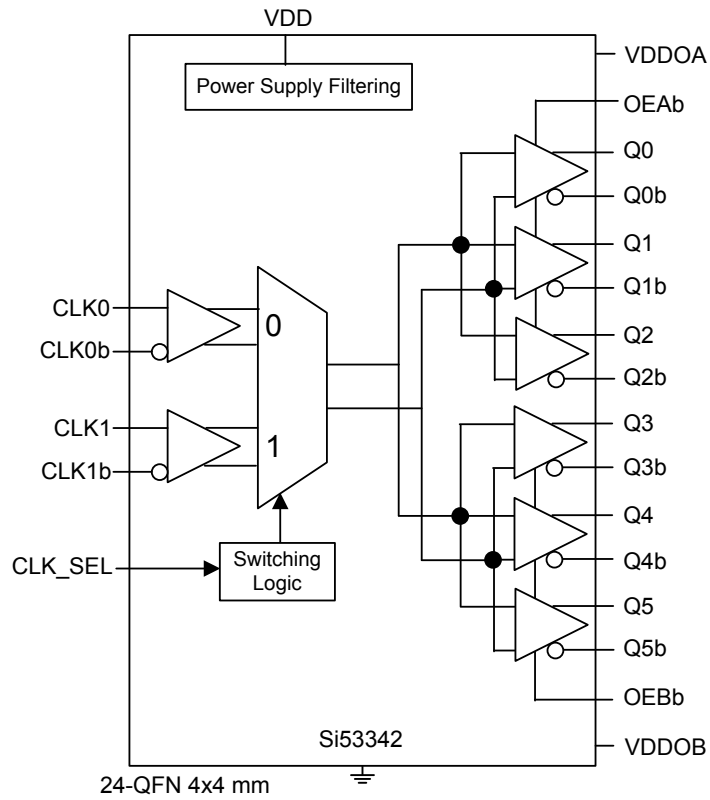 VDD
VDDOA
Power Supply Filtering
OEAb
Q0
Q0b
Q1
Q1b
CLK0
0
Q2
CLK0b
Q2b
CLK1
Q3
1
CLK1b
Q3b
Q4
CLK_SEL
Switching
Logic
Q4b
Q5
Q5b
OEBb
Si53342
VDDOB
24-QFN 4x4 mm